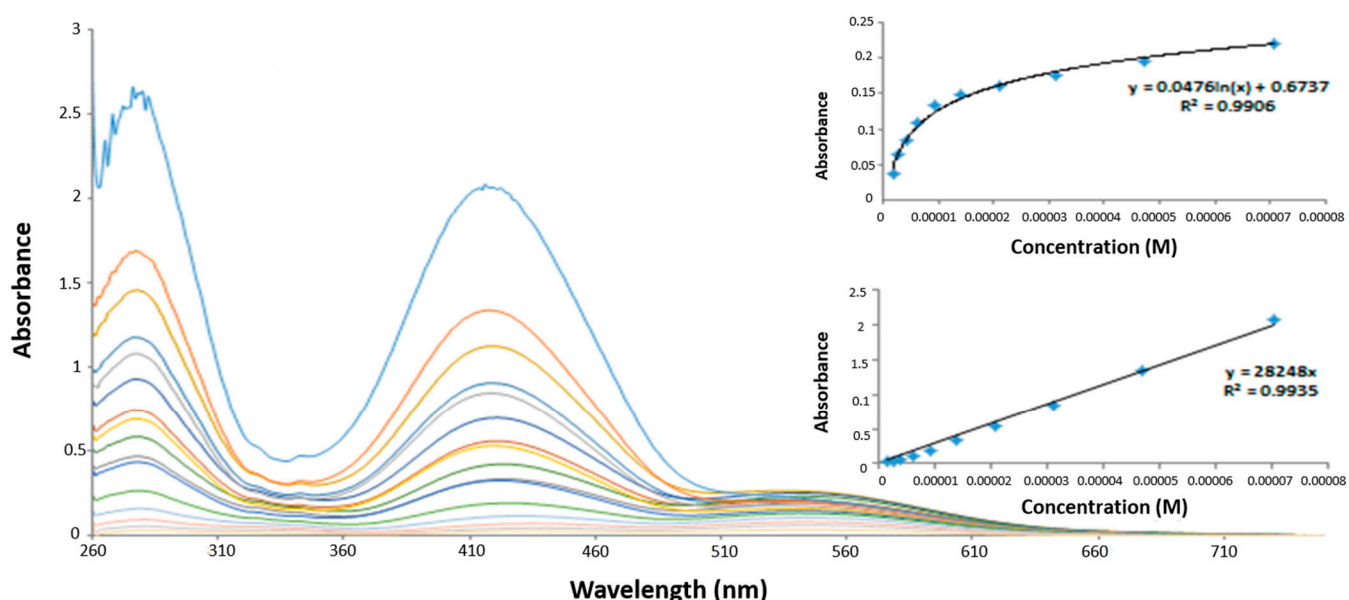 3
2.5
2
1.5
1
0.5
0
Absorbance
260 310 360 410 460 510 560 610 660 710
Wavelength (nm)
0.25
0.2
0.15
0.1
0.05
0
Absorbance
y = 0.0476ln(x) + 0.6737
R² = 0.9906
0 0.00001 0.00002 0.00003 0.00004 0.00005 0.00006 0.00007 0.00008
Concentration (M)
2.5
2
1.5
0.1
0.5
0
Absorbance
y = 28248x
R² = 0.9935
0.00001 0.00002 0.00003 0.00004 0.00005 0.00006 0.00007 0.00008
Concentration (M)